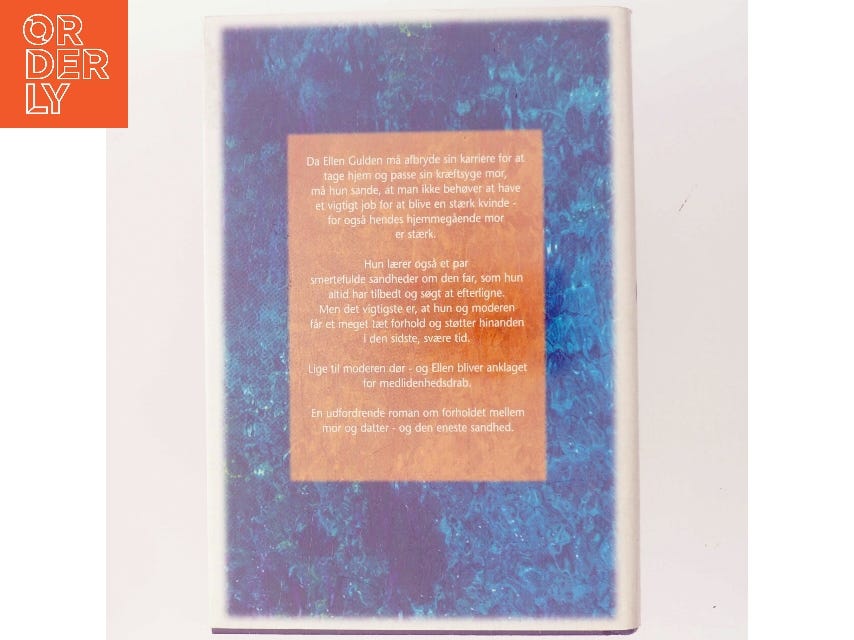 OR
DER
LY
Da Ellen Gulden må afbryde sin karriere for at
tage hjem og passe sin kræftsyge mor,
må hun sande, at man ikke behøver at have
et vigtigt job for at blive en stærk kvinde -
for også hendes hjemmegående mor
er stærk.
Hun lærer også et par
smertefulde sandheder om den far, som hun
altid har tilbedt og søgt at efterligne.
Men det vigtigste er, at hun og moderen
får et meget tæt forhold og støtter hinanden
i den sidste, svære tid.
Lige til moderen dør - og Ellen bliver anklaget
for medlidenhedsdrab.
En udfordrende roman om forholdet mellem
mor og datter - og den eneste sandhed.